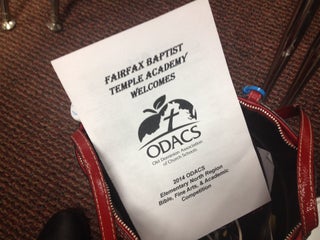 FAIRFAX BAPTIST
TEMPLE ACADEMY
WELCOMES
ODACS
Old Dominion Association
of Church Schools
2014 ODACS
Elementary North Region
Bible, Fine Arts, & Academic
Competition